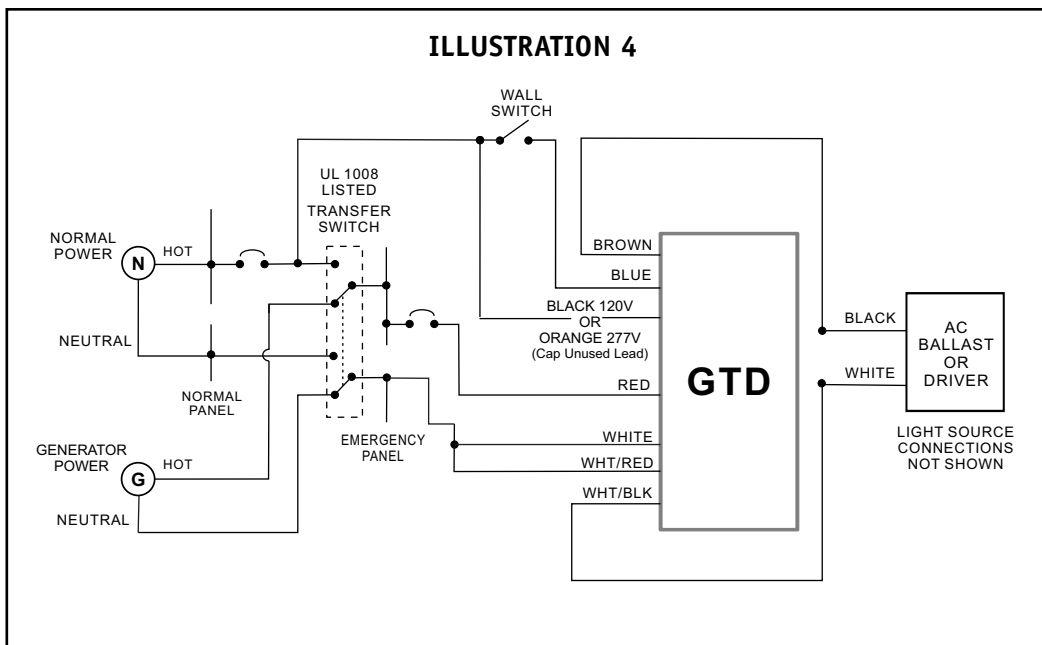 ILLUSTRATION 4
WALL
SWITCH
UL 1008
LISTED
TRANSFER
SWITCH
NORMAL
POWER
N
HOT
NEUTRAL
NORMAL
PANEL
GENERATOR
POWER
G
HOT
NEUTRAL
EMERGENCY
PANEL
BROWN
BLUE
BLACK 120V
OR
ORANGE 277V
(Cap Unused Lead)
RED
WHITE
WHT/RED
WHT/BLK
GTD
BLACK
WHITE
AC
BALLAST
OR
DRIVER
LIGHT SOURCE
CONNECTIONS
NOT SHOWN